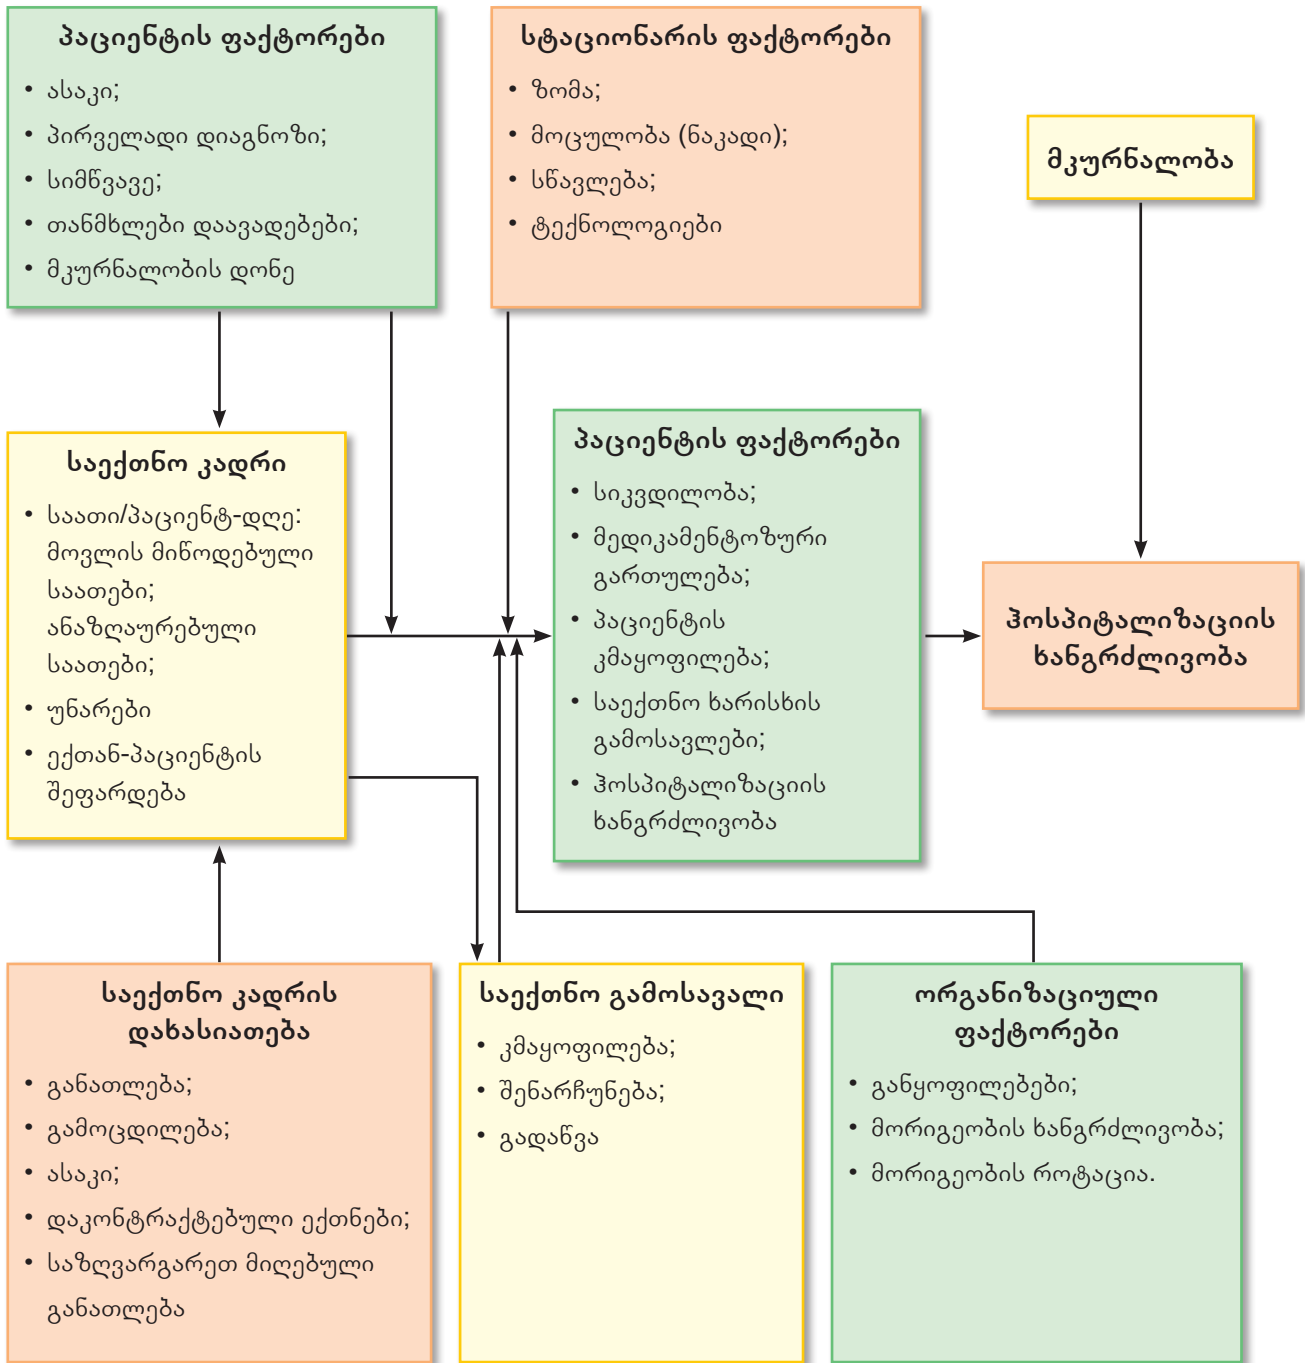 პაციენტის ფაქტორები
• ასაკი;
• პირველადი დიაგნოზი;
• სიმწვავე;
• თანმხლები დაავადებები;
• მკურნალობის დონე
სტაციონარის ფაქტორები
• ზომა;
• მოცულობა (ნაკადი);
• სწავლება;
• ტექნოლოგიები
მკურნალობა
საექთნო კადრი
• საათი/პაციენტ-დღე:
მოვლის მიწოდებული
საათები;
ანაზღაურებული
საათები;
• უნარები
• ექთან-პაციენტის
შეფარდება
პაციენტის ფაქტორები
• სიკვდილობა;
• მედიკამენტოზური
გართულება;
• პაციენტის
კმაყოფილება;
• საექთნო ხარისხის
გამოსავლები;
• ჰოსპიტალიზაციის
ხანგრძლივობა
ჰოსპიტალიზაციის
ხანგრძლივობა
საექთნო კადრის
დახასიათება
• განათლება;
• გამოცდილება;
• ასაკი;
• დაკონტრაქტებული ექთნები;
• საზღვარგარეთ მიღებული
განათლება
საექთნო გამოსავალი
• კმაყოფილება;
• შენარჩუნება;
• გადაწვა
ორგანიზაციული
ფაქტორები
• განყოფილებები;
• მორიგეობის ხანგრძლივობა;
• მორიგეობის როტაცია.